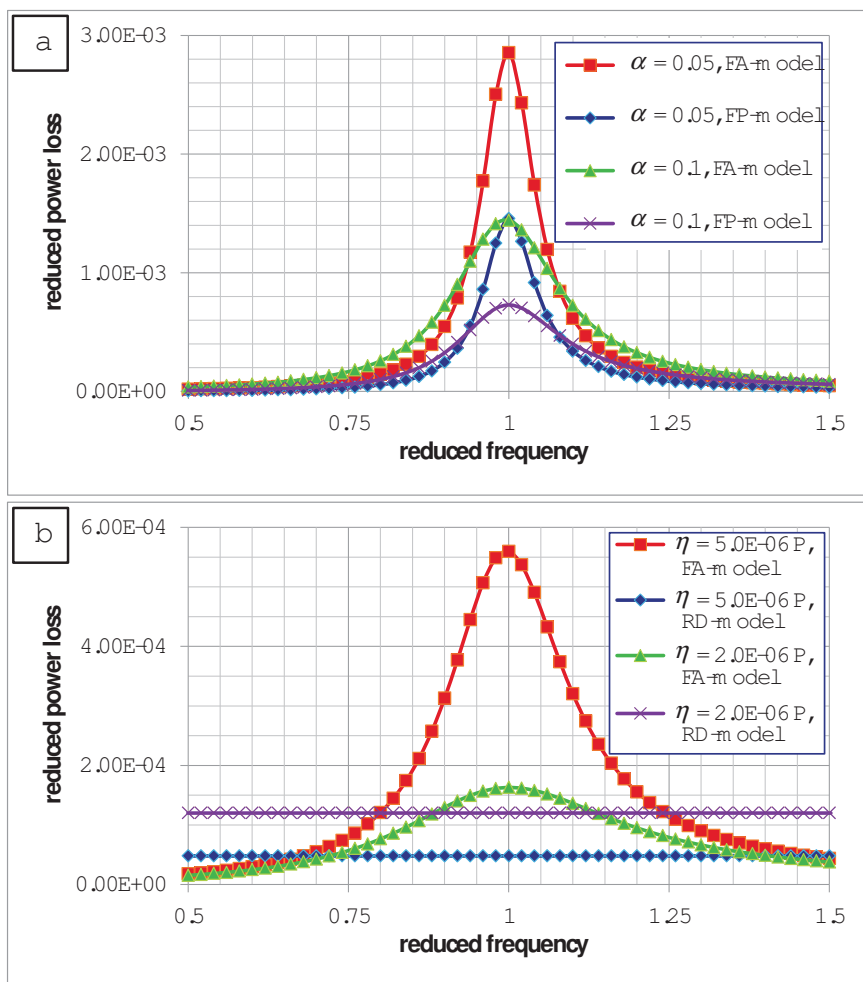 a
3.00E-03
2.00E-03
1.00E-03
0.00E+00
reduced power loss
α = 0.05, FA-model
α = 0.05, FP-model
α = 0.1, FA-model
α = 0.1, FP-model
0.5 0.75 1 1.25 1.5
reduced frequency
b
6.00E-04
4.00E-04
2.00E-04
0.00E+00
reduced power loss
η = 5.0E-06 P,
FA-model
η = 5.0E-06 P,
RD-model
η = 2.0E-06 P,
FA-model
η = 2.0E-06 P,
RD-model
0.5 0.75 1 1.25 1.5
reduced frequency